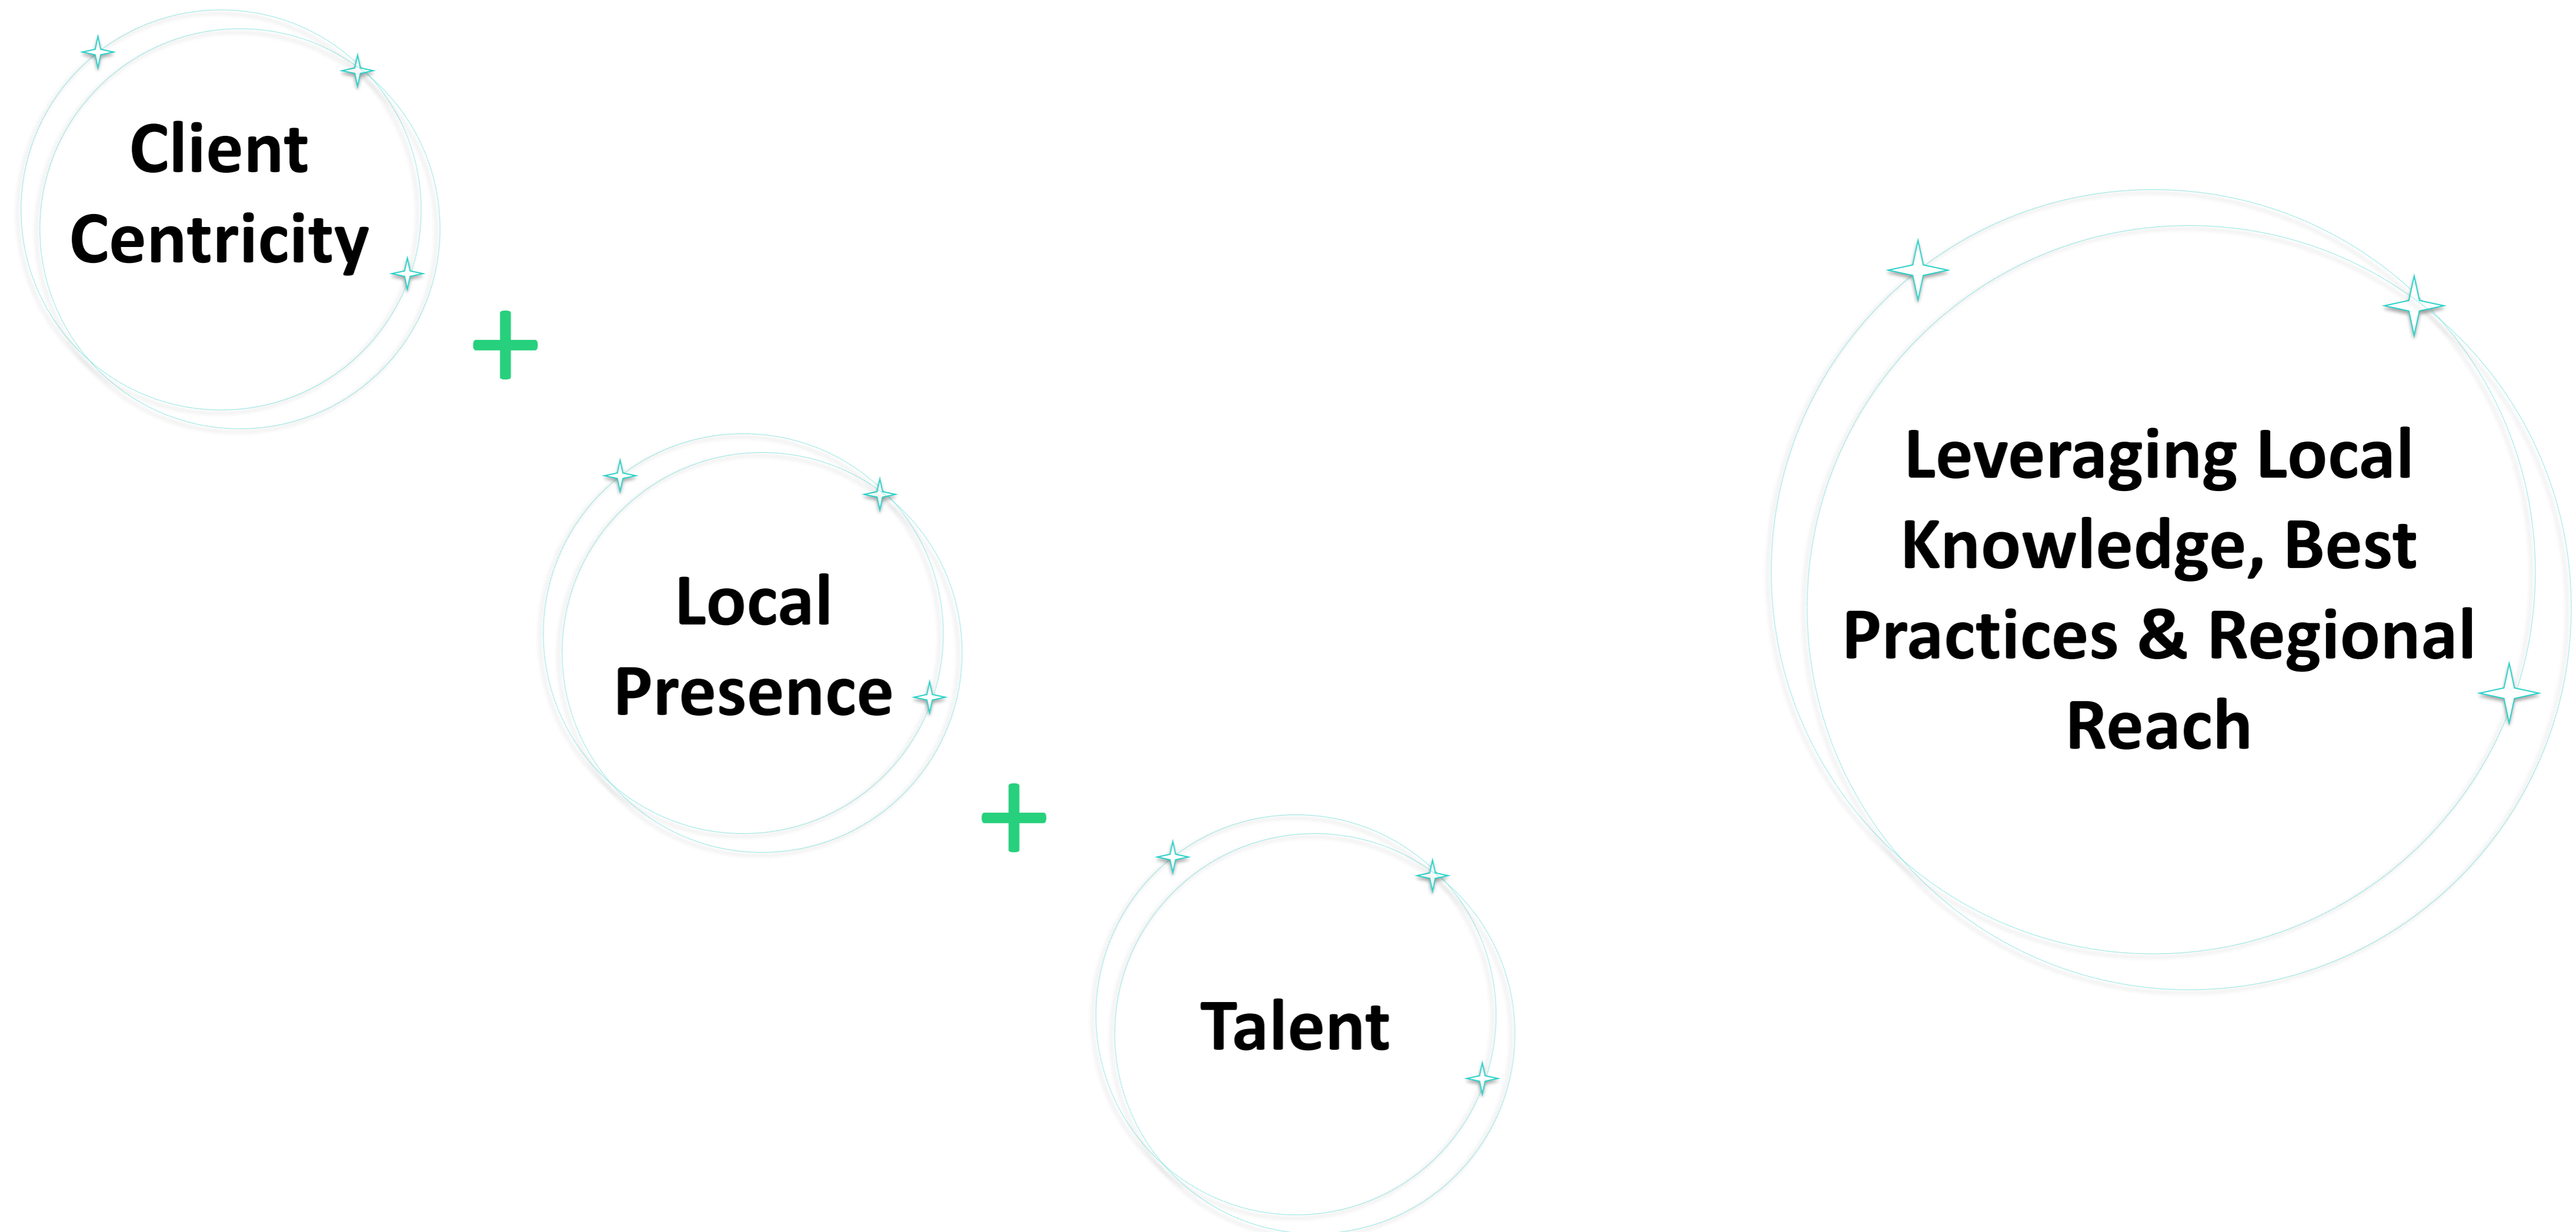 Client
Centricity
+
Local
Presence
+
Talent
Leveraging Local
Knowledge, Best
Practices & Regional
Reach